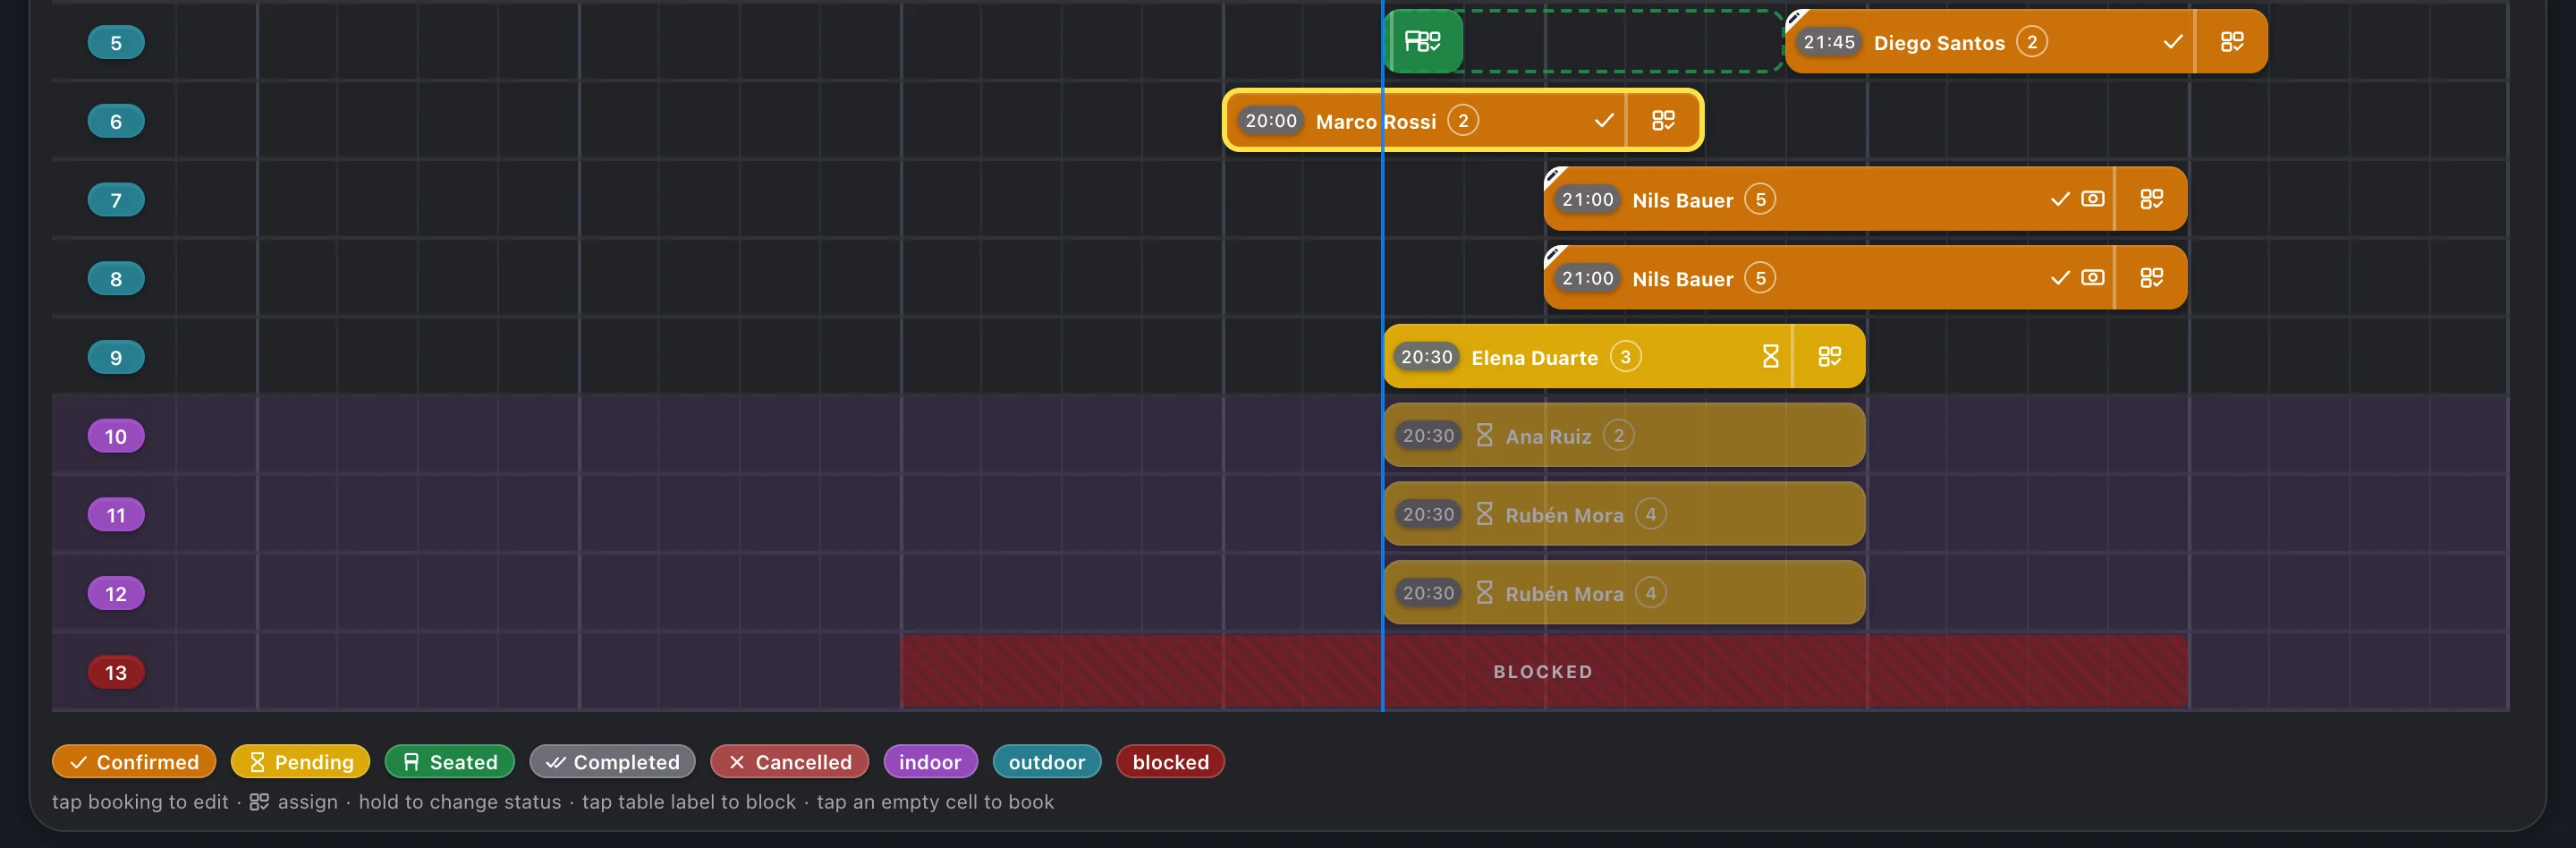 5 21:45 Diego Santos 2
6 20:00 Marco Rossi 2
7 21:00 Nils Bauer 5
8 21:00 Nils Bauer 5
9 20:30 Elena Duarte 3
10 20:30 Ana Ruiz 2
11 20:30 Rubén Mora 4
12 20:30 Rubén Mora 4
13 BLOCKED
Confirmed Pending Seated Completed Cancelled indoor outdoor blocked
tap booking to edit · assign · hold to change status · tap table label to block · tap an empty cell to book